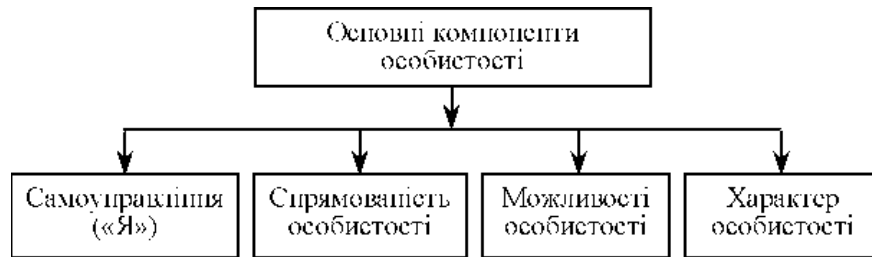 Основні компоненти
особистості
Самоуправління
(«Я»)
Спрямованість
особистості
Можливості
особистості
Характер
особистості